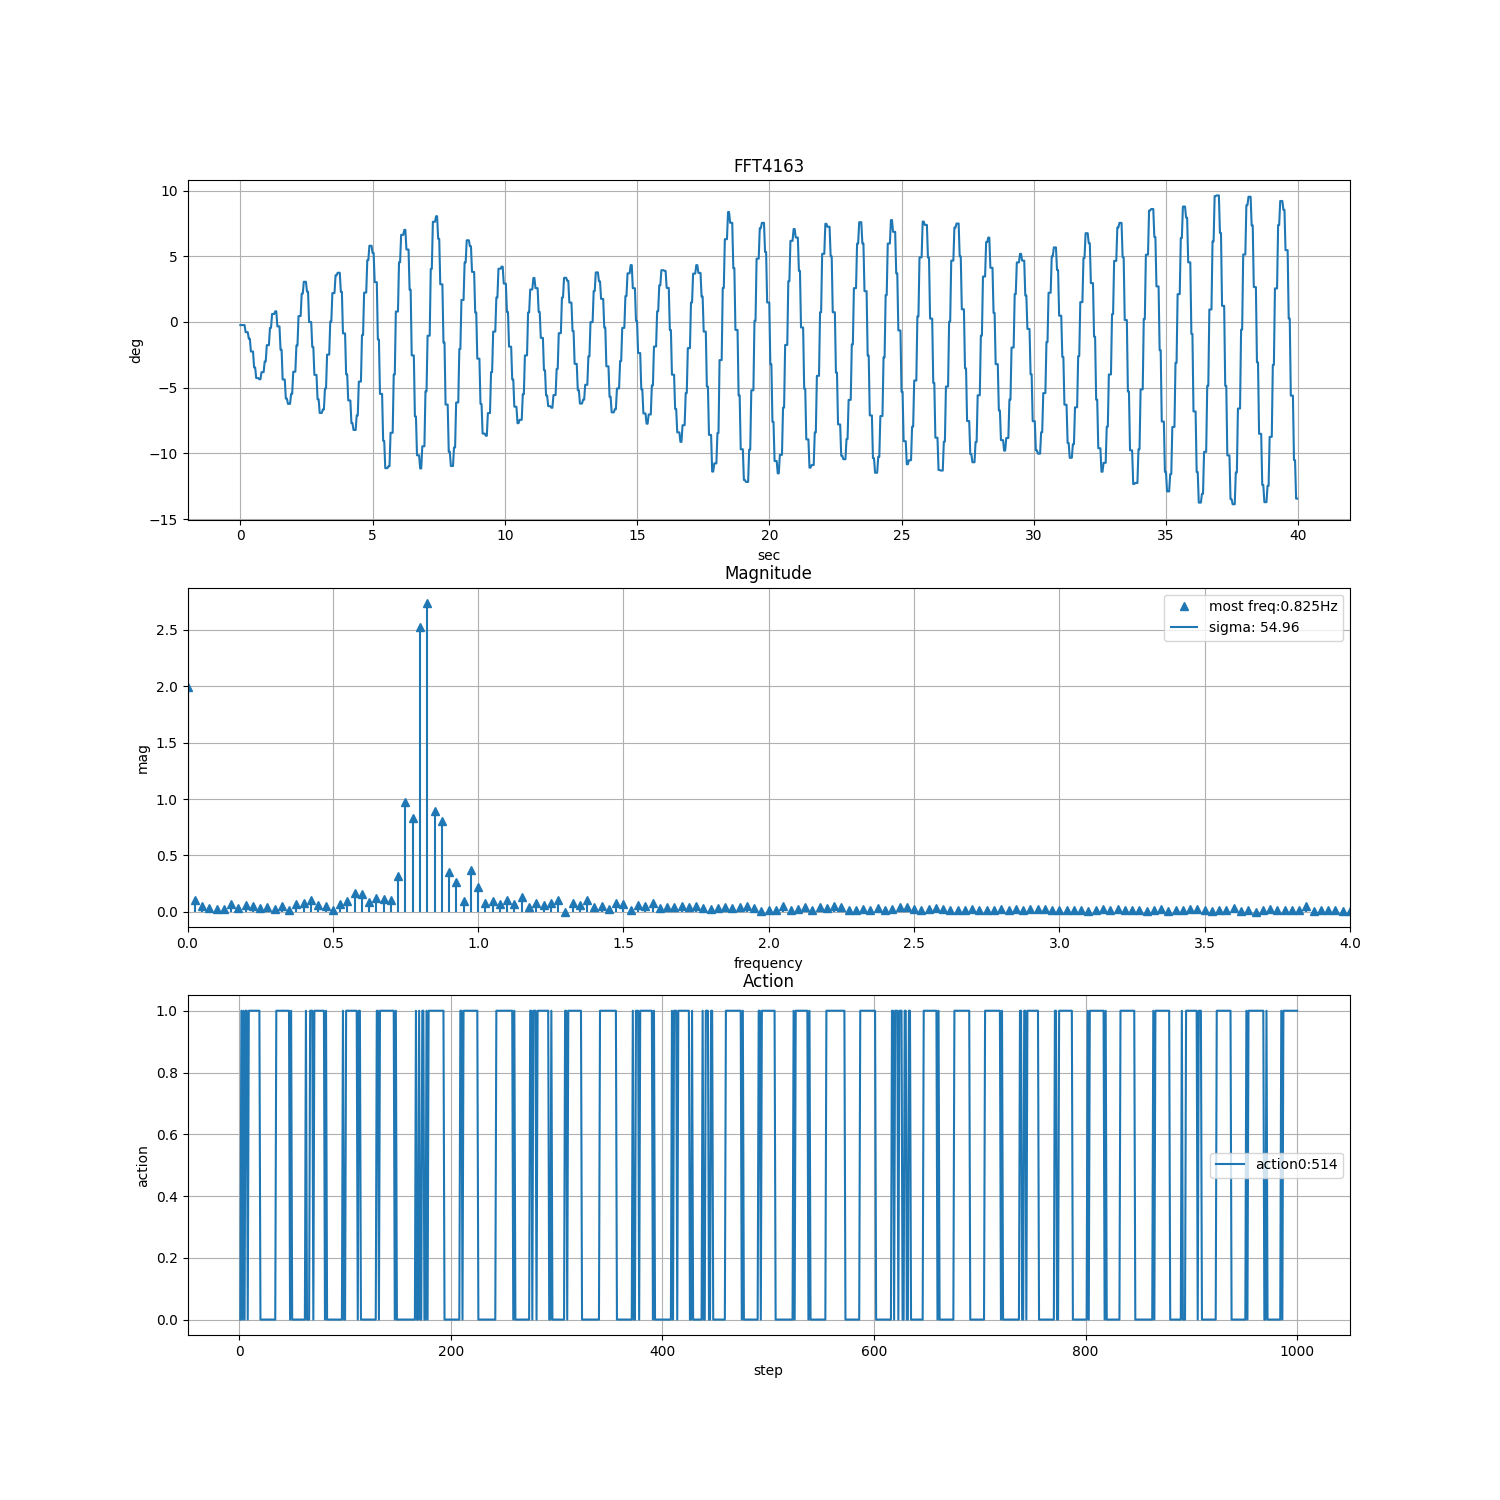 FFT4163
10
5
0
−5
−10
−15
deg
0 5 10 15 20 25 30 35 40
sec
Magnitude
most freq:0.825Hz
sigma: 54.96
2.5
2.0
1.5
1.0
0.5
0.0
mag
0.0 0.5 1.0 1.5 2.0 2.5 3.0 3.5 4.0
frequency
Action
1.0
0.8
0.6
0.4
0.2
0.0
action
action0:514
0 200 400 600 800 1000
step